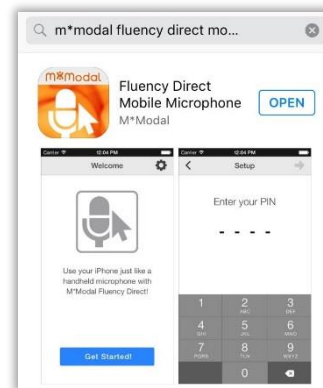 m*modal fluency direct mo...
m*modal
Fluency Direct
Mobile Microphone
M*Modal
OPEN
Carrier 12:04 PM
Welcome
Use your iPhone just like a
handheld microphone with
M*Modal Fluency Direct!
Get Started!
Carrier 12:04 PM
Setup
Enter your PIN
1 2 3
ABC DEF
4 5 6
GHI JKL MNO
7 8 9
PQRS TUV WXYZ
0